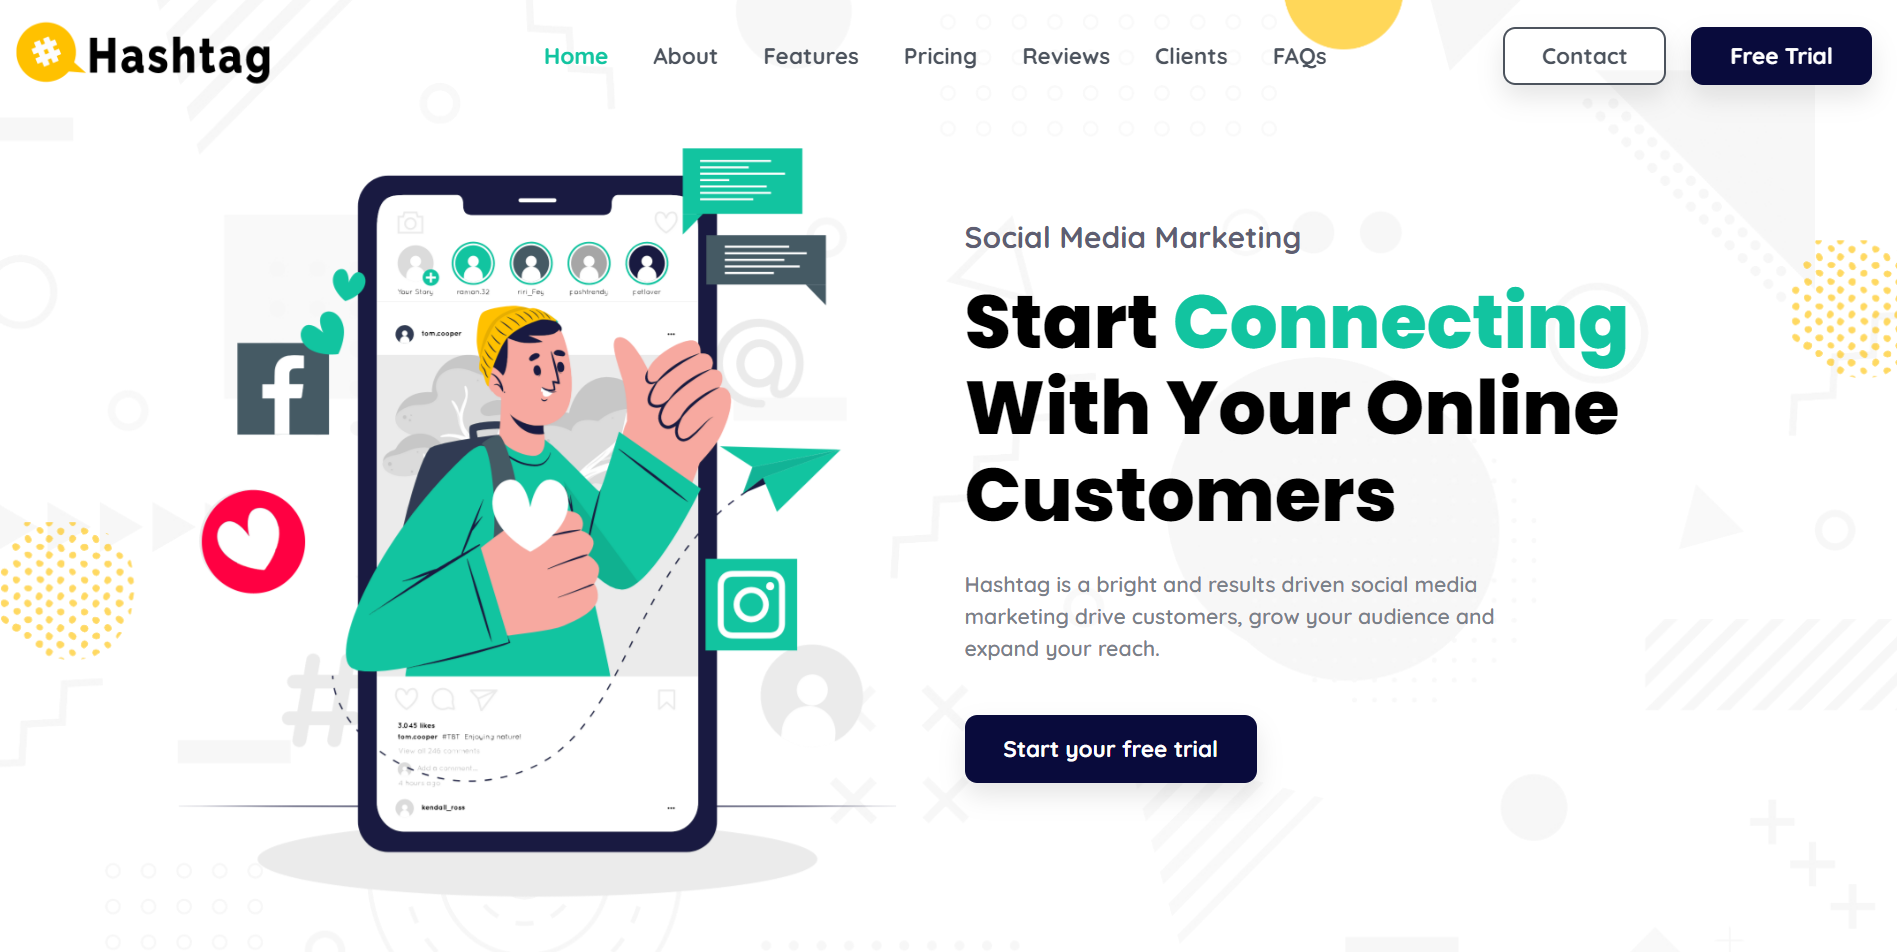 Hashtag
Home About Features Pricing Reviews Clients FAQs
Contact Free Trial
Your Story roman.32 riri_Fey poshtrendy petlover
tom.cooper
3,045 likes
tom.cooper #TBT Enjoying nature!
View all 246 comments
Add a comment...
4 hours ago
kendall_ross
Social Media Marketing
Start Connecting
With Your Online
Customers
Hashtag is a bright and results driven social media
marketing drive customers, grow your audience and
expand your reach.
Start your free trial